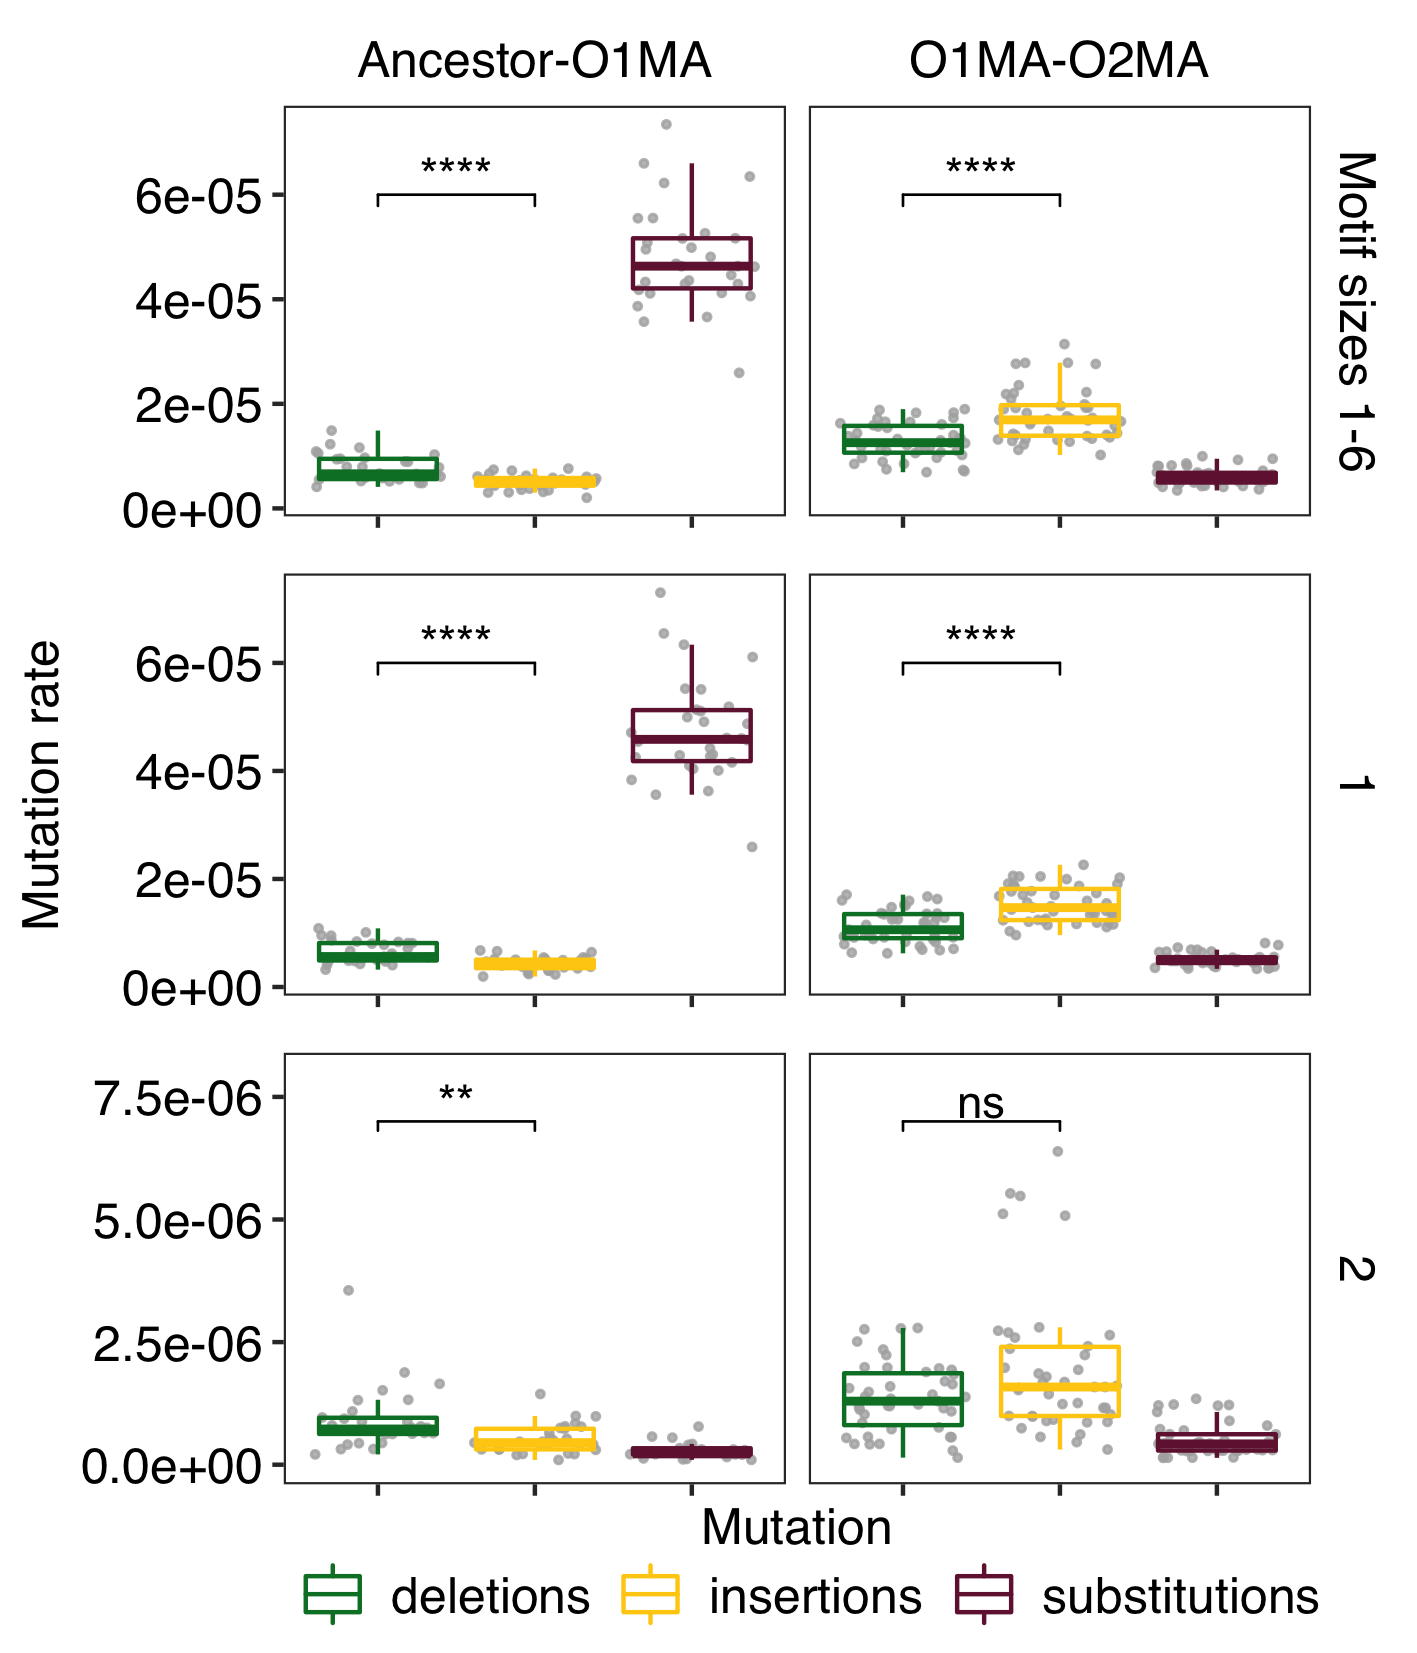 Ancestor-O1MA O1MA-O2MA
**** ****
6e-05
4e-05
2e-05
0e+00
Motif sizes 1-6
**** ****
6e-05
4e-05
2e-05
0e+00
1
Mutation rate
** ns
7.5e-06
5.0e-06
2.5e-06
0.0e+00
2
Mutation
deletions insertions substitutions